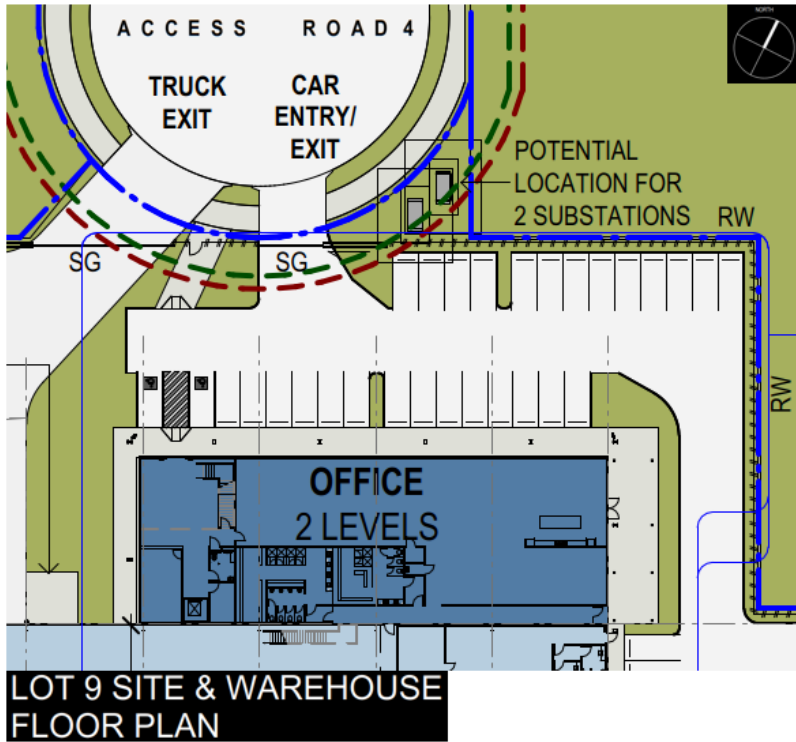 NORTH
ACCESS ROAD 4
TRUCK
EXIT
CAR
ENTRY/
EXIT
POTENTIAL
LOCATION FOR
2 SUBSTATIONS
RW
SG
SG
RW
OFFICE
2 LEVELS
LOT 9 SITE & WAREHOUSE
FLOOR PLAN